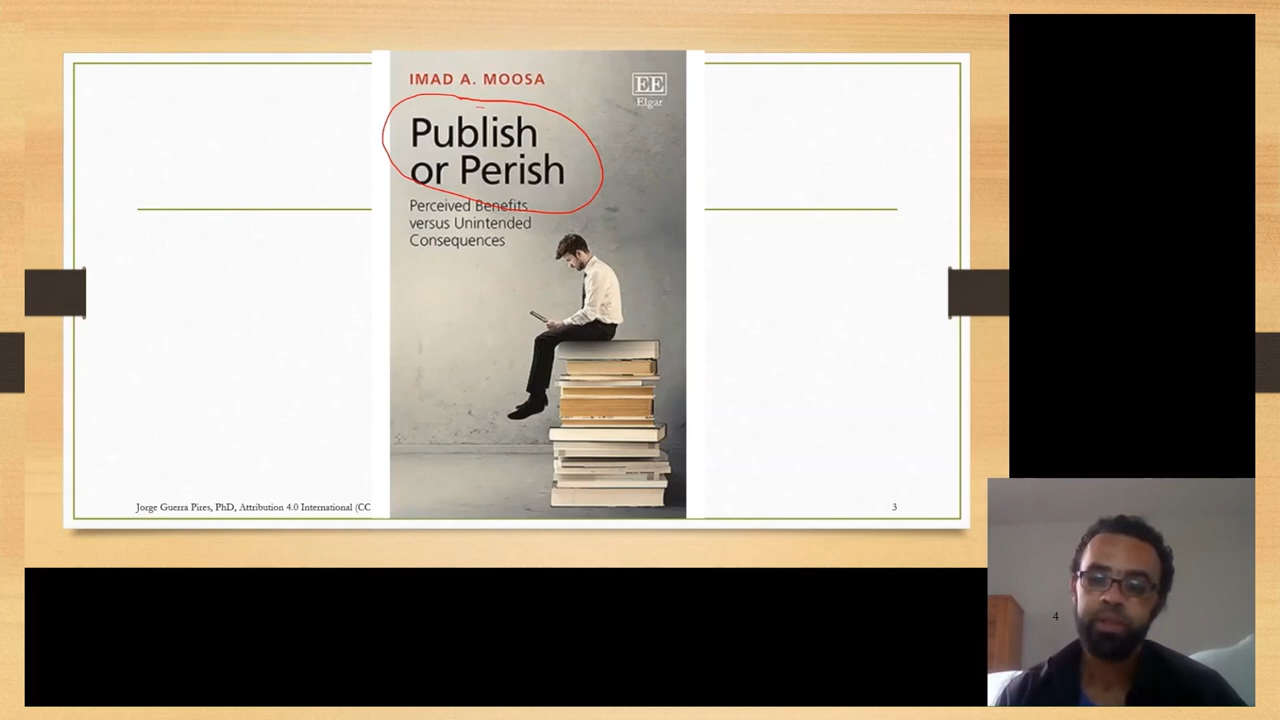 IMAD A. MOOSA
EE
Elgar
Publish
or Perish
Perceived Benefits
versus Unintended
Consequences
Jorge Guerra Pires, PhD, Attribution 4.0 International (CC
3
4